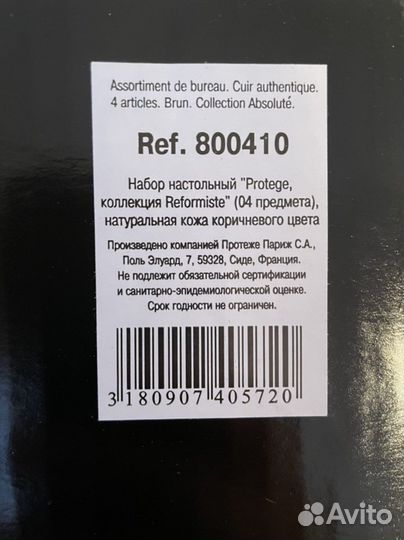 Assortiment de bureau. Cuir authentique.
4 articles. Brun. Collection Absoluté.
Ref. 800410
Набор настольный "Protege,
коллекция Reformiste" (04 предмета),
натуральная кожа коричневого цвета
Произведено компанией Протеже Париж С.А.,
Поль Элуард, 7, 59328, Сиде, Франция.
Не подлежит обязательной сертификации
и санитарно-эпидемиологической оценке.
Срок годности не ограничен.
3 180907 405720
Avito